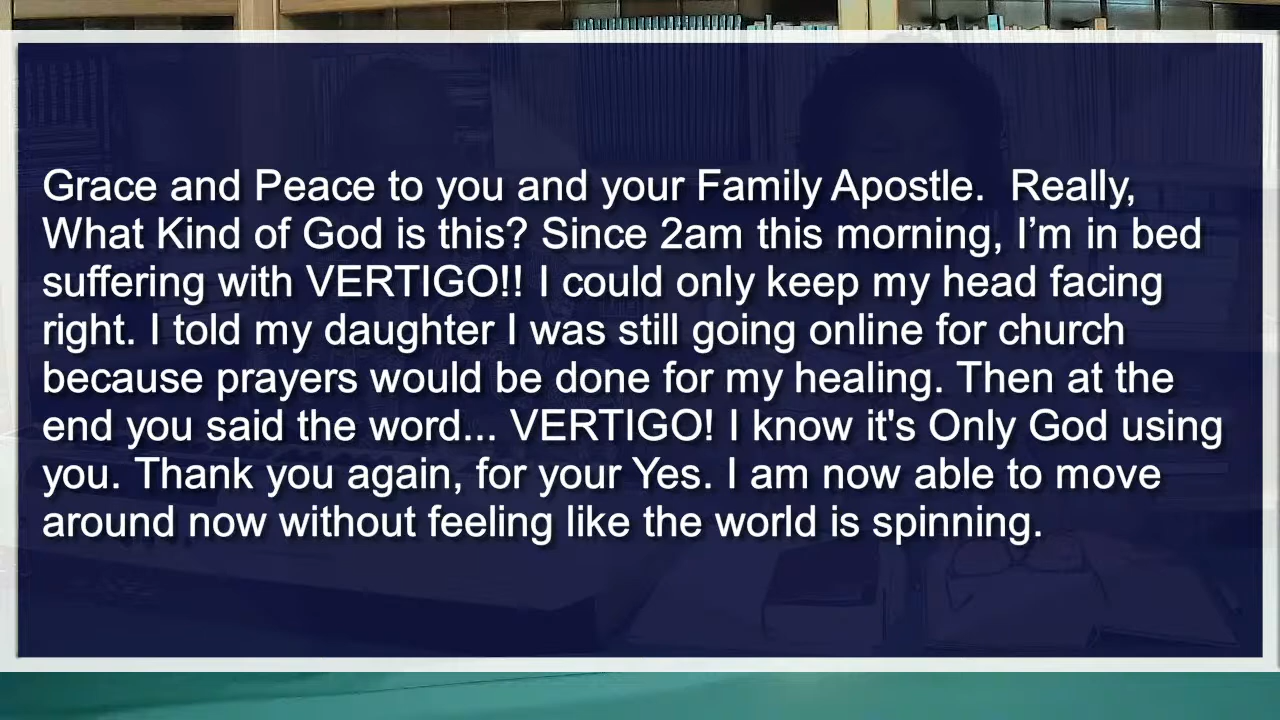 Grace and Peace to you and your Family Apostle.  Really,
What Kind of God is this? Since 2am this morning, I’m in bed
suffering with VERTIGO!! I could only keep my head facing
right. I told my daughter I was still going online for church
because prayers would be done for my healing. Then at the
end you said the word... VERTIGO! I know it's Only God using
you. Thank you again, for your Yes. I am now able to move
around now without feeling like the world is spinning.